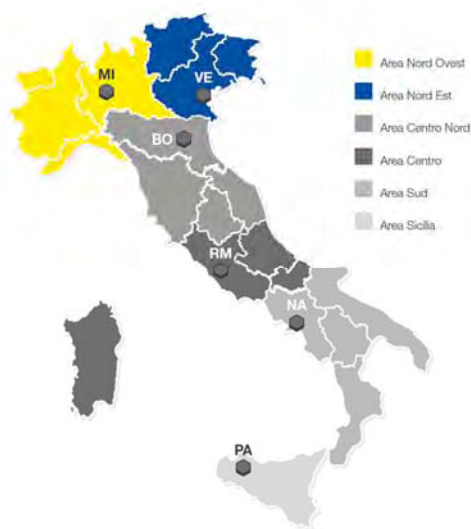 MI
VE
BO
RM
NA
PA
Area Nord Ovest
Area Nord Est
Area Centro Nord
Area Centro
Area Sud
Area Sicilia